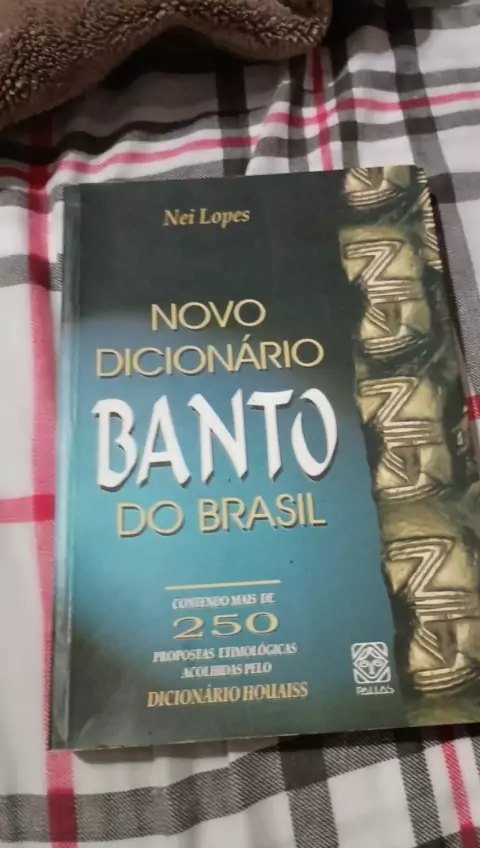 Nei Lopes
NOVO
DICIONÁRIO
BANTO
DO BRASIL
CONTENDO MAIS DE
250
PROPOSTAS ETIMOLÓGICAS
ACOLHIDAS PELO
DICIONÁRIO HOUAISS
PALLAS